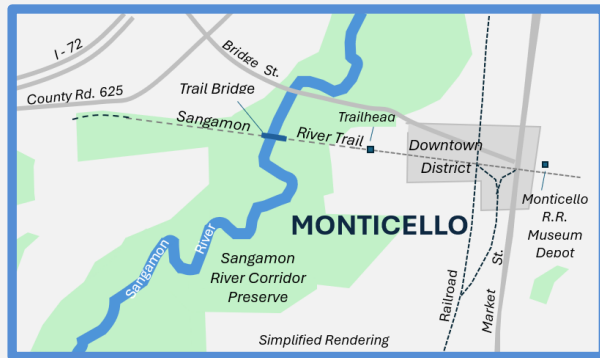 I - 72
Bridge St.
County Rd. 625
Trail Bridge
Trailhead
Sangamon River Trail
Downtown
District
Monticello
R.R.
Museum
Depot
MONTICELLO
Sangamon River
Sangamon
River Corridor
Preserve
Railroad
Market St.
Simplified Rendering